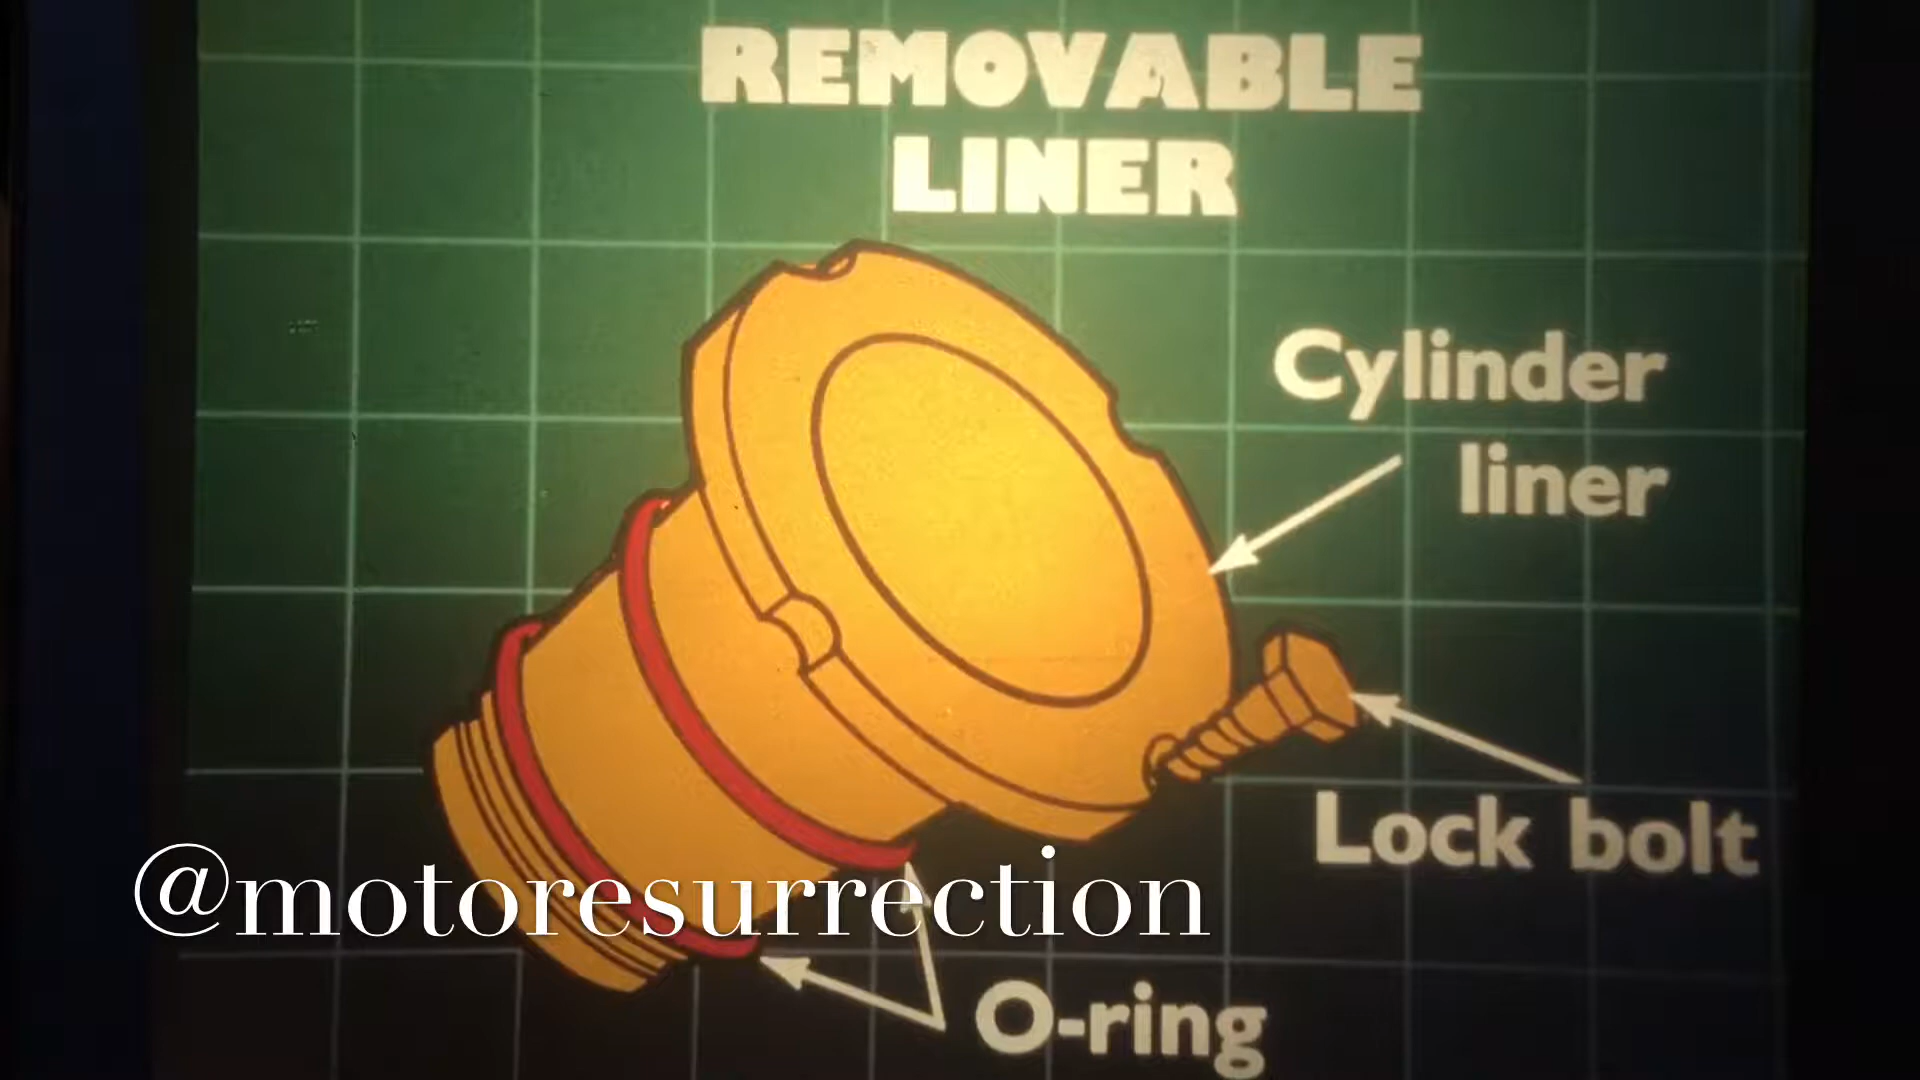 REMOVABLE
LINER
Cylinder
liner
Lock bolt
@motoresurrection
O-ring